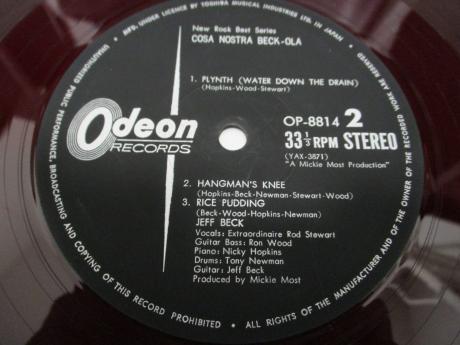 MFD. UNDER LICENCE BY TOSHIBA MUSICAL INDUSTRIES LTD. IN JAPAN
New Rock Best Series
COSA NOSTRA BECK-OLA
1. PLYNTH (WATER DOWN THE DRAIN)
(Hopkins-Wood-Stewart)
Odeon
RECORDS
OP-8814 2
33⅓ RPM STEREO
(YAX-3871)
"A Mickie Most Production"
2. HANGMAN'S KNEE
(Hopkins-Beck-Newman-Stewart-Wood)
3. RICE PUDDING
(Beck-Wood-Hopkins-Newman)
JEFF BECK
Vocals: Extraordinaire Rod Stewart
Guitar Bass: Ron Wood
Piano: Nicky Hopkins
Drums: Tony Newman
Guitar: Jeff Beck
Produced by Mickie Most
UNAUTHORIZED PUBLIC PERFORMANCE, BROADCASTING AND COPYING OF THIS RECORD PROHIBITED • ALL RIGHTS OF THE MANUFACTURER AND OF THE OWNER OF THE RECORDED WORK ARE RESERVED